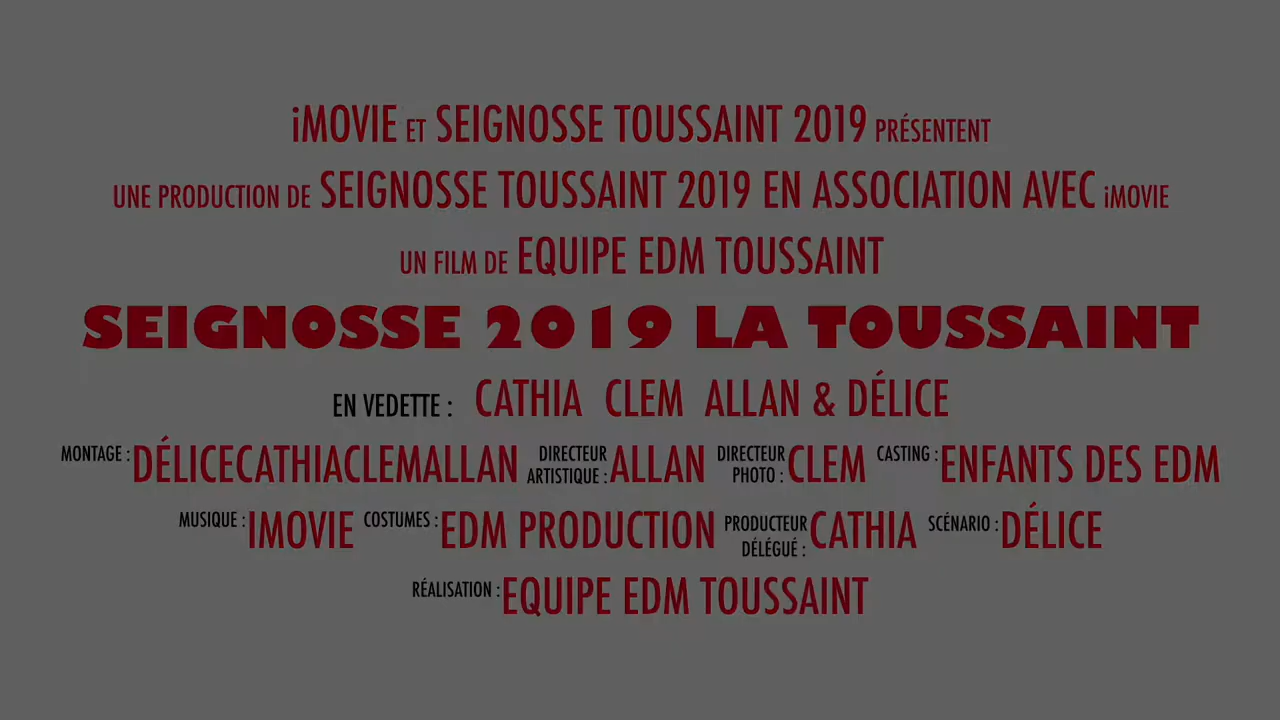 iMOVIE ET SEIGNOSSE TOUSSAINT 2019 PRÉSENTENT
UNE PRODUCTION DE SEIGNOSSE TOUSSAINT 2019 EN ASSOCIATION AVEC iMOVIE
UN FILM DE EQUIPE EDM TOUSSAINT
SEIGNOSSE 2019 LA TOUSSAINT
EN VEDETTE : CATHIA CLEM ALLAN & DÉLICE
MONTAGE : DÉLICECATHIACLEMALLAN DIRECTEUR ARTISTIQUE : ALLAN DIRECTEUR PHOTO : CLEM CASTING : ENFANTS DES EDM
MUSIQUE : IMOVIE COSTUMES : EDM PRODUCTION PRODUCTEUR DÉLÉGUÉ : CATHIA SCÉNARIO : DÉLICE
RÉALISATION : EQUIPE EDM TOUSSAINT